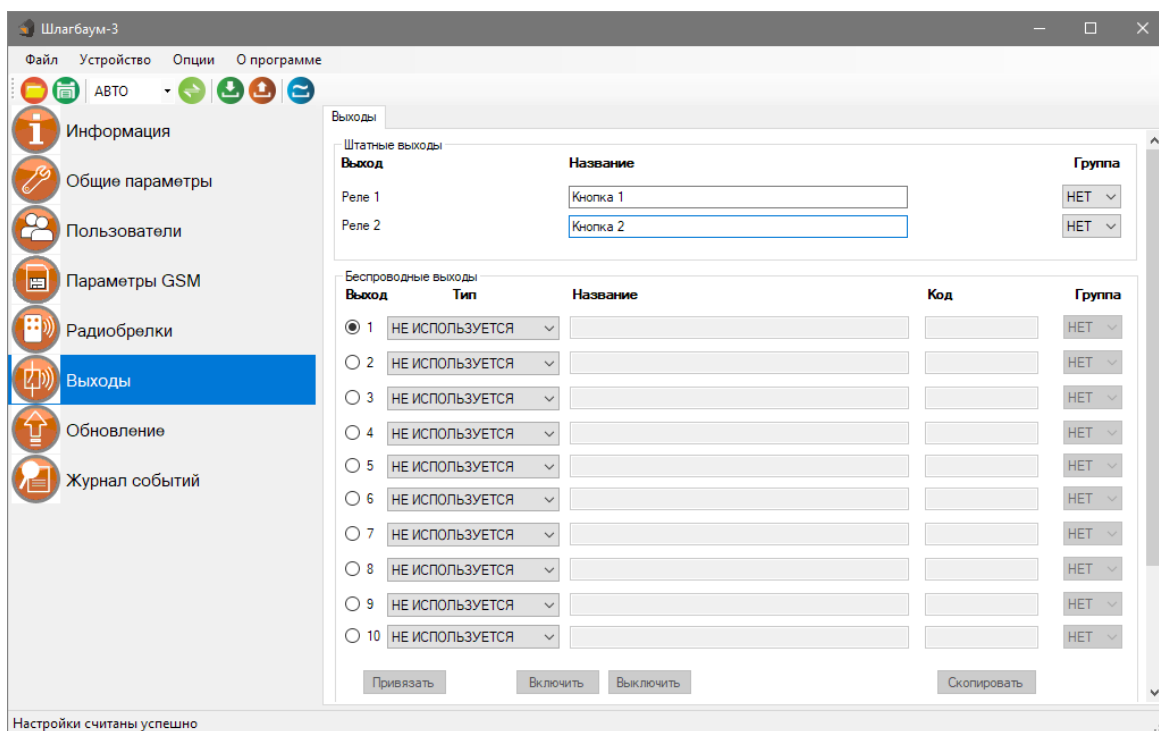 Шлагбаум-3
Файл Устройство Опции О программе
АВТО
Информация
Общие параметры
Пользователи
Параметры GSM
Радиобрелки
Выходы
Обновление
Журнал событий
Выходы
Штатные выходы
Выход Название Группа
Реле 1 Кнопка 1 НЕТ
Реле 2 Кнопка 2 НЕТ
Беспроводные выходы
Выход Тип Название Код Группа
1 НЕ ИСПОЛЬЗУЕТСЯ НЕТ
2 НЕ ИСПОЛЬЗУЕТСЯ НЕТ
3 НЕ ИСПОЛЬЗУЕТСЯ НЕТ
4 НЕ ИСПОЛЬЗУЕТСЯ НЕТ
5 НЕ ИСПОЛЬЗУЕТСЯ НЕТ
6 НЕ ИСПОЛЬЗУЕТСЯ НЕТ
7 НЕ ИСПОЛЬЗУЕТСЯ НЕТ
8 НЕ ИСПОЛЬЗУЕТСЯ НЕТ
9 НЕ ИСПОЛЬЗУЕТСЯ НЕТ
10 НЕ ИСПОЛЬЗУЕТСЯ НЕТ
Привязать Включить Выключить Скопировать
Настройки считаны успешно